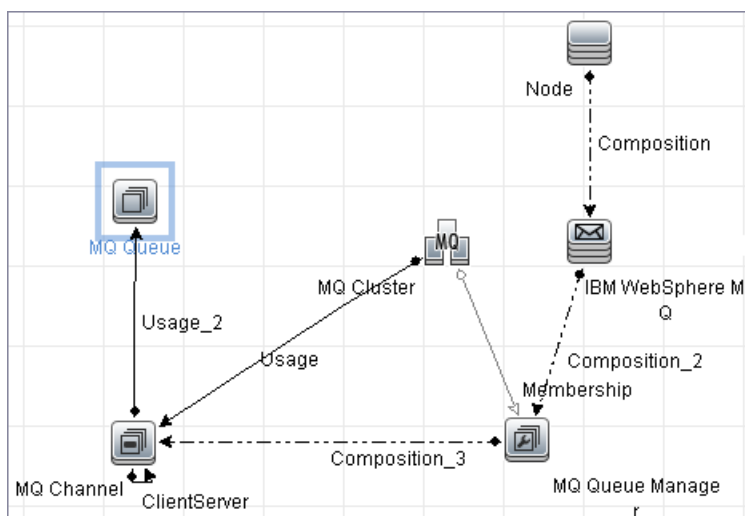 Node
Composition
MQ
MQ Queue
MQ Cluster
IBM WebSphere M
Q
Usage_2
Usage
Composition_2
Membership
Composition_3
MQ Channel
ClientServer
MQ Queue Manage
r